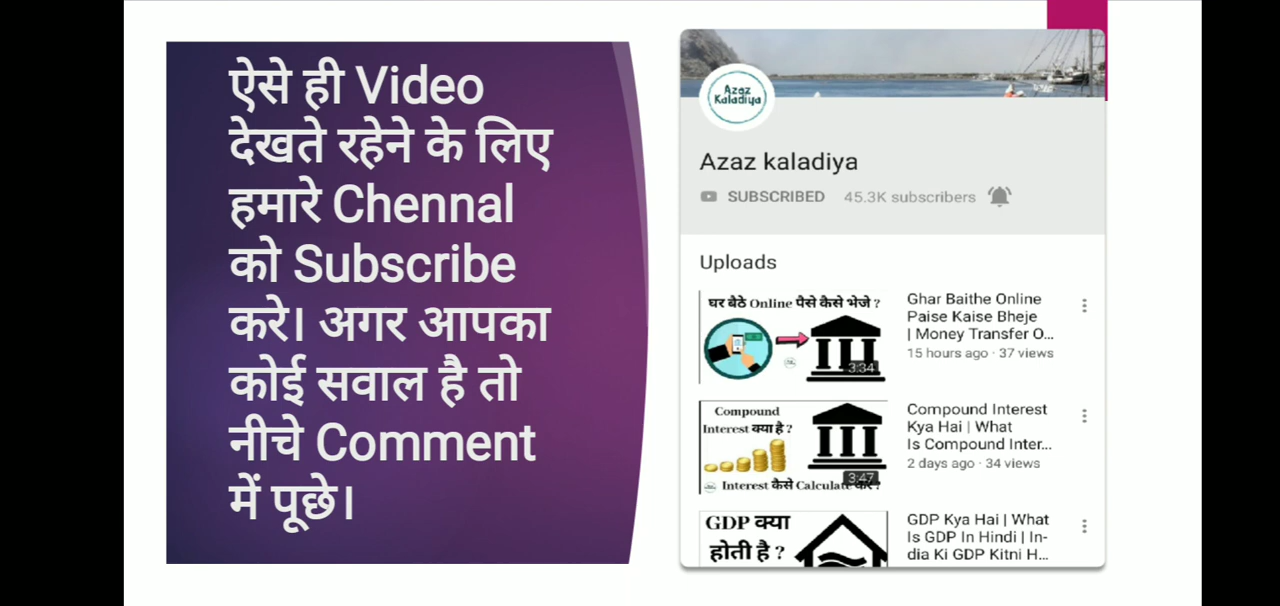 ऐसे ही Video
देखते रहेने के लिए
हमारे Chennal
को Subscribe
करे। अगर आपका
कोई सवाल है तो
नीचे Comment
में पूछे।
Azaz
Kaladiya
Azaz kaladiya
SUBSCRIBED 45.3K subscribers
Uploads
घर बैठे Online पैसे कैसे भेजे ?
3:34
Ghar Baithe Online
Paise Kaise Bheje
| Money Transfer O...
15 hours ago · 37 views
Compound
Interest क्या है ?
3:47
Interest कैसे Calculate करे ?
Compound Interest
Kya Hai | What
Is Compound Inter...
2 days ago · 34 views
GDP क्या
होती है ?
GDP Kya Hai | What
Is GDP In Hindi | In-
dia Ki GDP Kitni H...